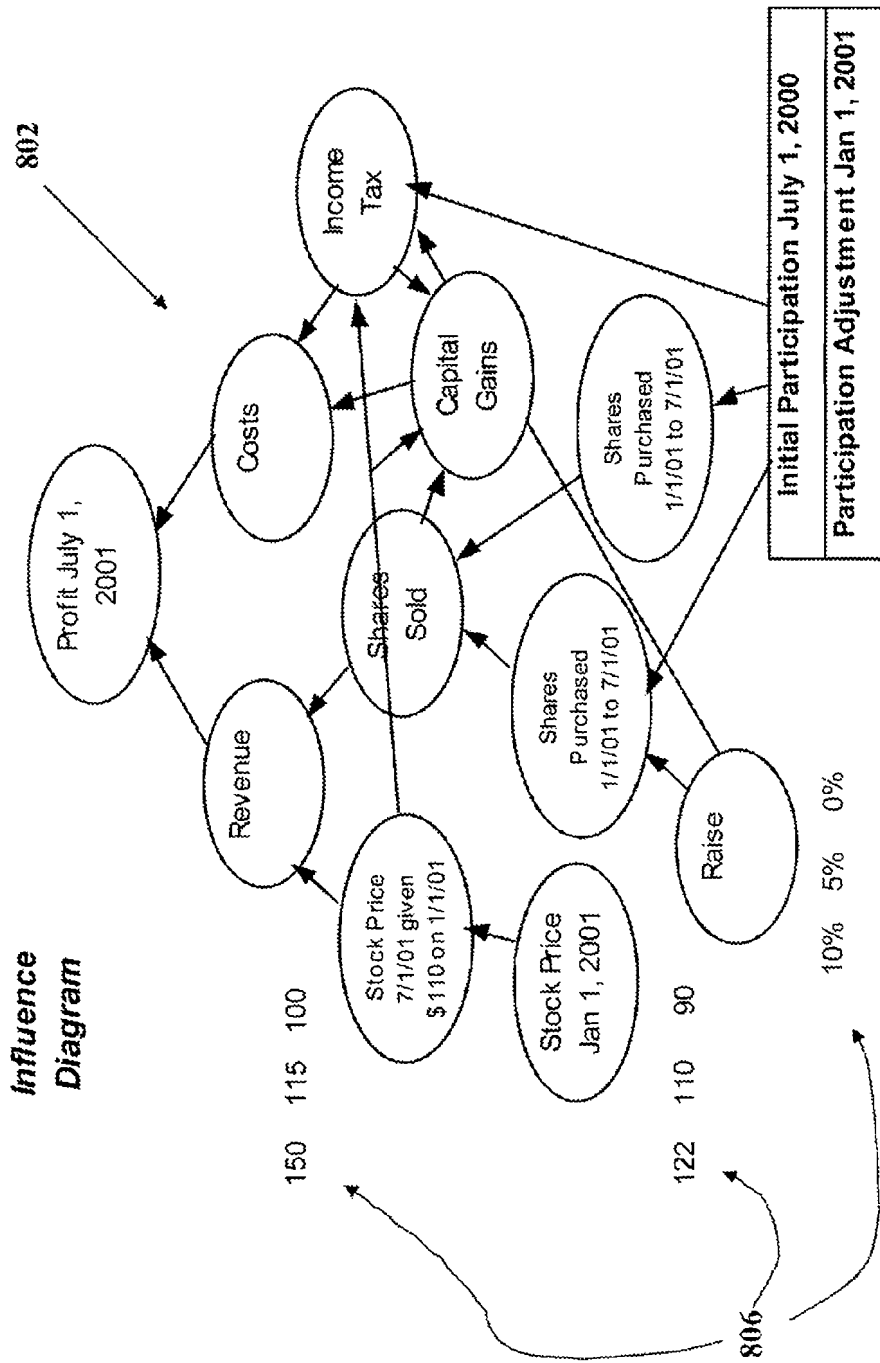 Influence
Diagram
802
Profit July 1,
2001
Revenue
Costs
150 115 100
Stock Price
7/1/01 given
$110 on 1/1/01
Shares
Sold
Capital
Gains
Income
Tax
Stock Price
Jan 1, 2001
Shares
Purchased
1/1/01 to 7/1/01
Shares
Purchased
1/1/01 to 7/1/01
122 110 90
Raise
10% 5% 0%
Initial Participation July 1, 2000
Participation Adjustment Jan 1, 2001
806